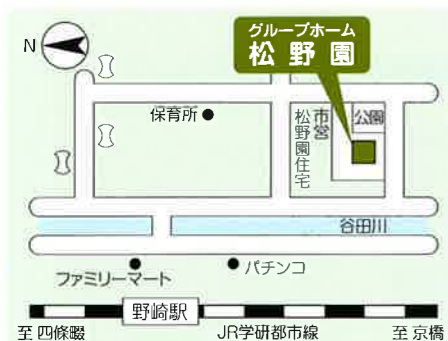 N
グループホーム
松野園
保育所
松野園住宅
市営
公園
谷田川
ファミリーマート
パチンコ
野崎駅
至 四條畷
JR学研都市線
至 京橋